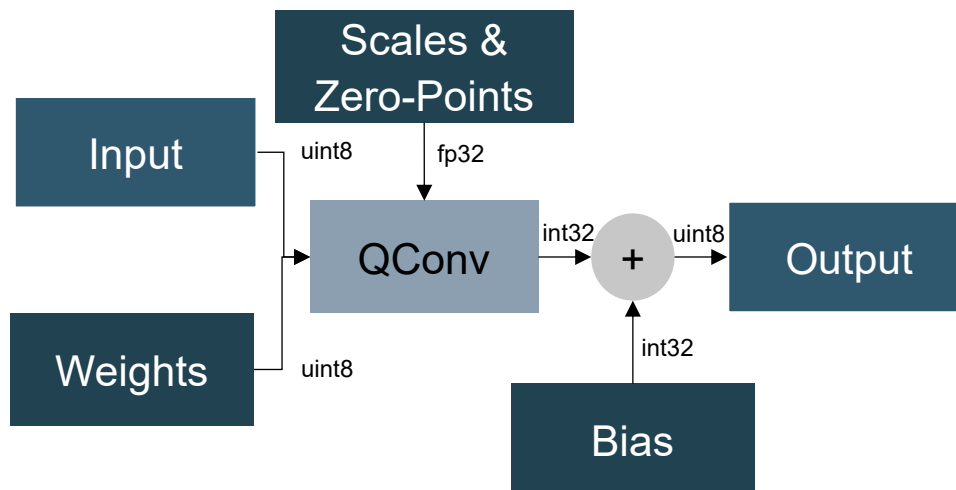 Scales &
Zero-Points
Input
uint8
fp32
QConv
int32
+
uint8
Output
Weights
uint8
int32
Bias